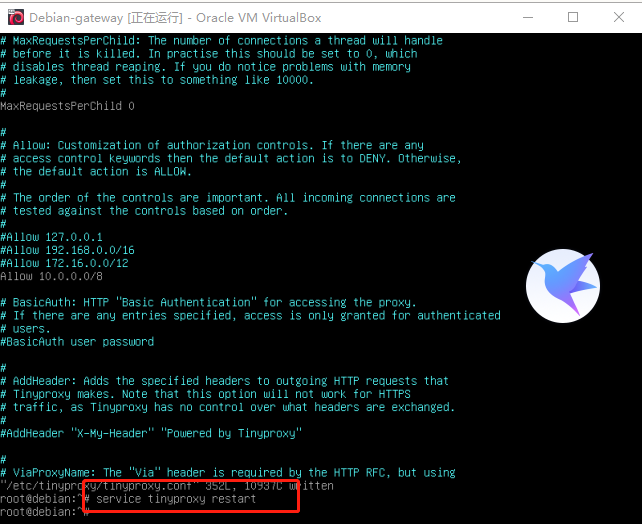 Debian-gateway [正在运行] - Oracle VM VirtualBox
# MaxRequestsPerChild: The number of connections a thread will handle
# before it is killed. In practise this should be set to 0, which
# disables thread reaping. If you do notice problems with memory
# leakage, then set this to something like 10000.
#
MaxRequestsPerChild 0
#
# Allow: Customization of authorization controls. If there are any
# access control keywords then the default action is to DENY. Otherwise,
# the default action is ALLOW.
#
# The order of the controls are important. All incoming connections are
# tested against the controls based on order.
#
#Allow 127.0.0.1
#Allow 192.168.0.0/16
#Allow 172.16.0.0/12
Allow 10.0.0.0/8
# BasicAuth: HTTP "Basic Authentication" for accessing the proxy.
# If there are any entries specified, access is only granted for authenticated
# users.
#BasicAuth user password
#
# AddHeader: Adds the specified headers to outgoing HTTP requests that
# Tinyproxy makes. Note that this option will not work for HTTPS
# traffic, as Tinyproxy has no control over what headers are exchanged.
#
#AddHeader "X-My-Header" "Powered by Tinyproxy"
#
# ViaProxyName: The "Via" header is required by the HTTP RFC, but using
"/etc/tinyproxy/tinyproxy.conf" 352L, 10937C written
root@debian:~# service tinyproxy restart
root@debian:~#